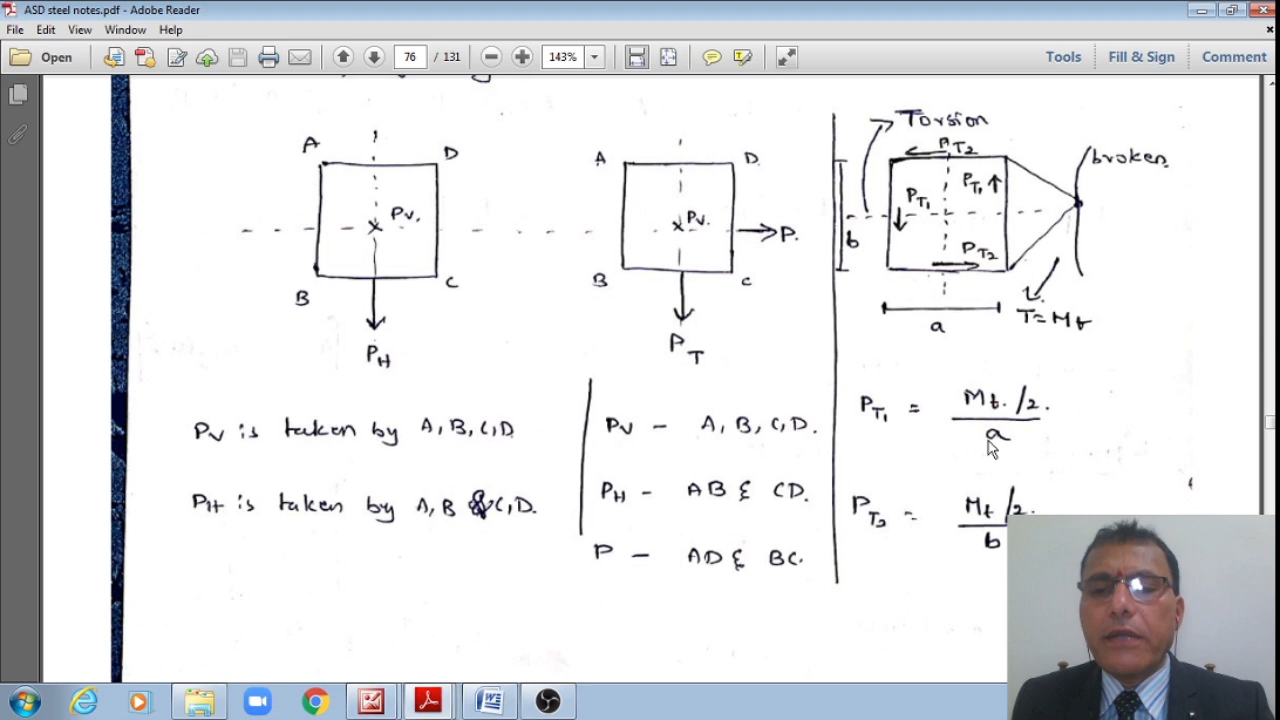 ASD steel notes.pdf - Adobe Reader
File Edit View Window Help
Open 76 / 131 143% Tools Fill & Sign Comment
A D
Pv.
B C
PH
A D.
Pv.
P.
B C
PT
Torsion
PT2
broken
PT1
PT1
b
PT2
a
T=Mt
Pv is taken by A, B, C, D
PH is taken by A, B & C, D.
Pv - A, B, C, D.
PH - AB & CD.
P - AD & BC.
PT1 = Mt./2.
a
PT2 = Mt/2.
b